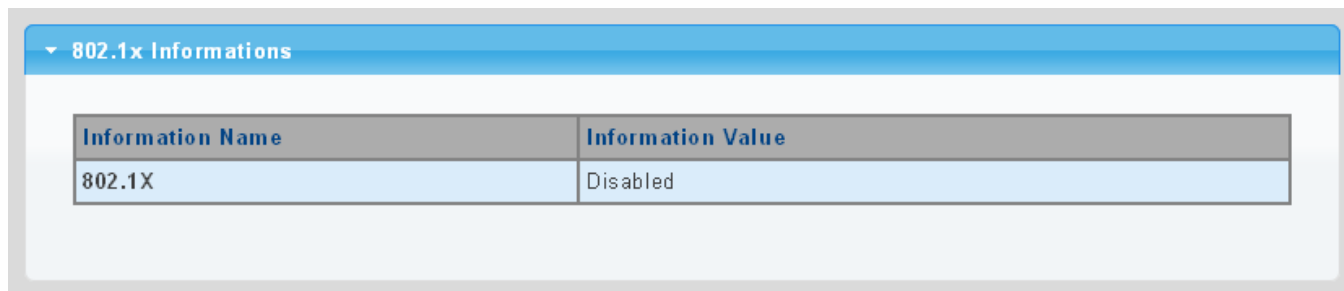 802.1x Informations
Information Name Information Value
802.1X Disabled